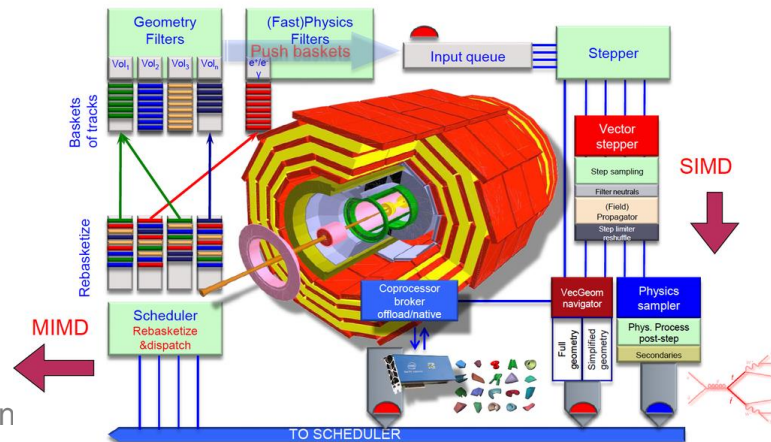 Geometry
Filters
(Fast)Physics
Filters
Push baskets
Input queue
Stepper
Vol1
Vol2
Vol3
Voln
e+/e-
γ
Baskets
of tracks
Vector
stepper
Step sampling
Filter neutrals
(Field)
Propagator
Step limiter
reshuffle
SIMD
Rebasketize
Coprocessor
broker
offload/native
VecGeom
navigator
Physics
sampler
Full
geometry
Simplified
geometry
Phys. Process
post-step
Secondaries
Scheduler
Rebasketize
&dispatch
MIMD
n
TO SCHEDULER